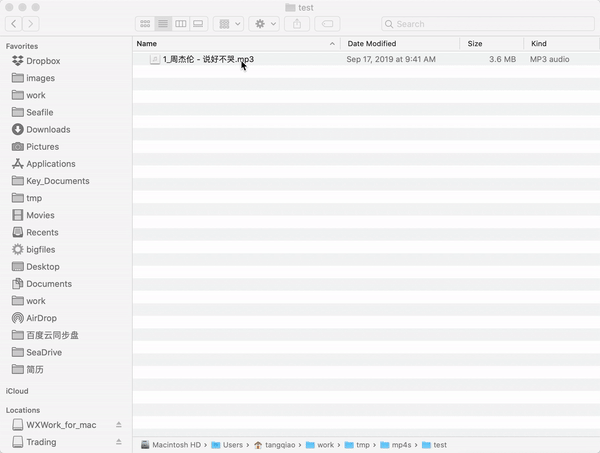 test
Search
Favorites
Dropbox
images
work
Seafile
Downloads
Pictures
Applications
Key_Documents
tmp
Movies
Recents
bigfiles
Desktop
Documents
work
AirDrop
百度云同步盘
SeaDrive
简历
iCloud
Locations
WXWork_for_mac
Trading
Name Date Modified Size Kind
1_周杰伦 - 说好不哭.mp3 Sep 17, 2019 at 9:41 AM 3.6 MB MP3 audio
Macintosh HD › Users › tangqiao › work › tmp › mp4s › test